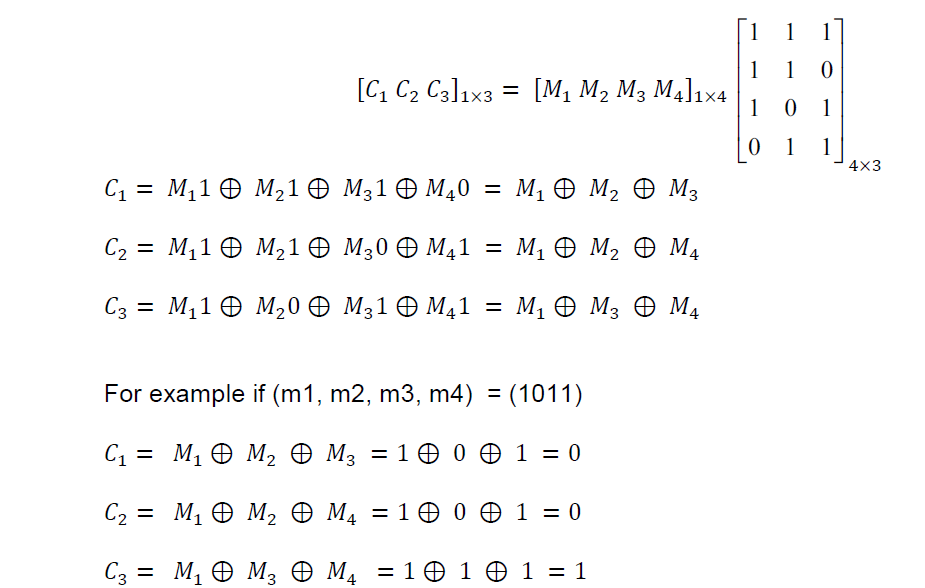 [C₁ C₂ C₃]₁ₓ₃ = [M₁ M₂ M₃ M₄]₁ₓ₄ [1 1 1
1 1 0
1 0 1
0 1 1]₄ₓ₃
C₁ = M₁1 ⊕ M₂1 ⊕ M₃1 ⊕ M₄0 = M₁ ⊕ M₂ ⊕ M₃
C₂ = M₁1 ⊕ M₂1 ⊕ M₃0 ⊕ M₄1 = M₁ ⊕ M₂ ⊕ M₄
C₃ = M₁1 ⊕ M₂0 ⊕ M₃1 ⊕ M₄1 = M₁ ⊕ M₃ ⊕ M₄
For example if (m1, m2, m3, m4) = (1011)
C₁ = M₁ ⊕ M₂ ⊕ M₃ = 1 ⊕ 0 ⊕ 1 = 0
C₂ = M₁ ⊕ M₂ ⊕ M₄ = 1 ⊕ 0 ⊕ 1 = 0
C₃ = M₁ ⊕ M₃ ⊕ M₄ = 1 ⊕ 1 ⊕ 1 = 1